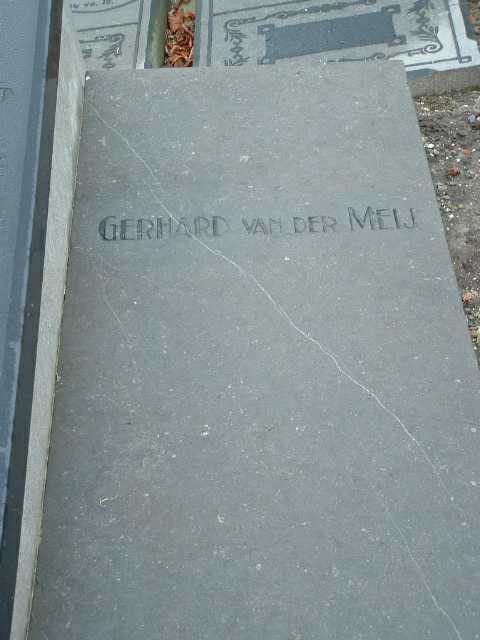 GERHARD VAN DER MEIJ